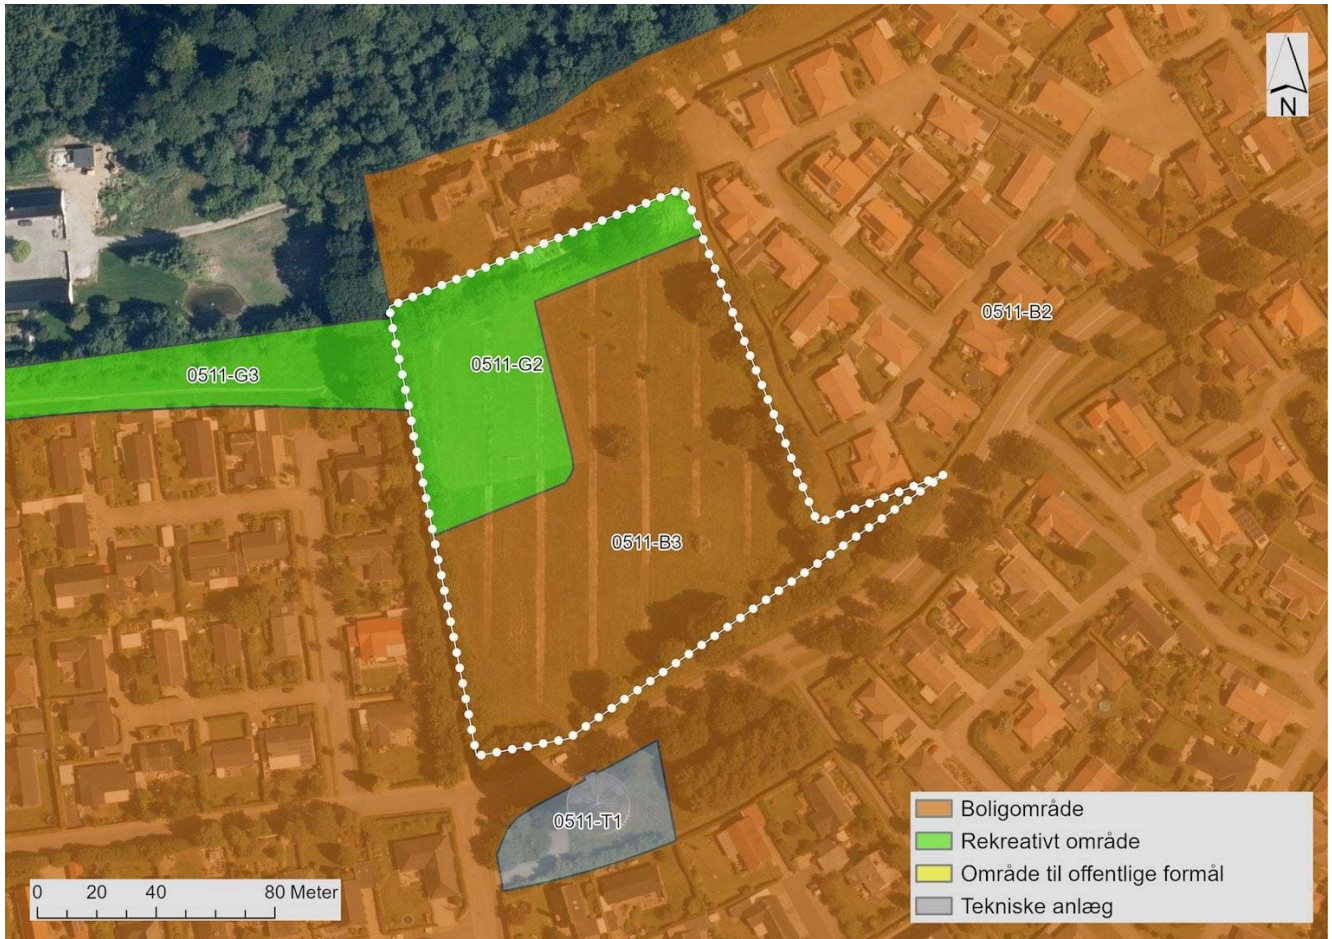 N
0511-B2
0511-G2
0511-G3
0511-B3
0511-T1
Boligområde
Rekreativt område
Område til offentlige formål
Tekniske anlæg
0 20 40 80 Meter